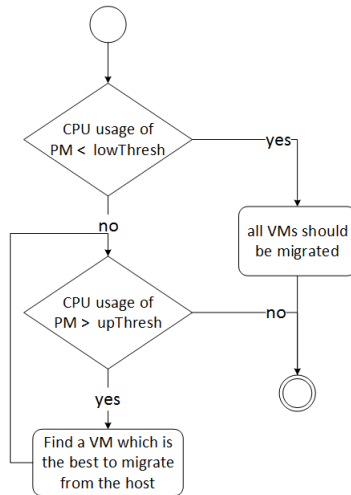 CPU usage of
PM < lowThresh
yes
no
all VMs should
be migrated
CPU usage of
PM > upThresh
no
yes
Find a VM which is
the best to migrate
from the host